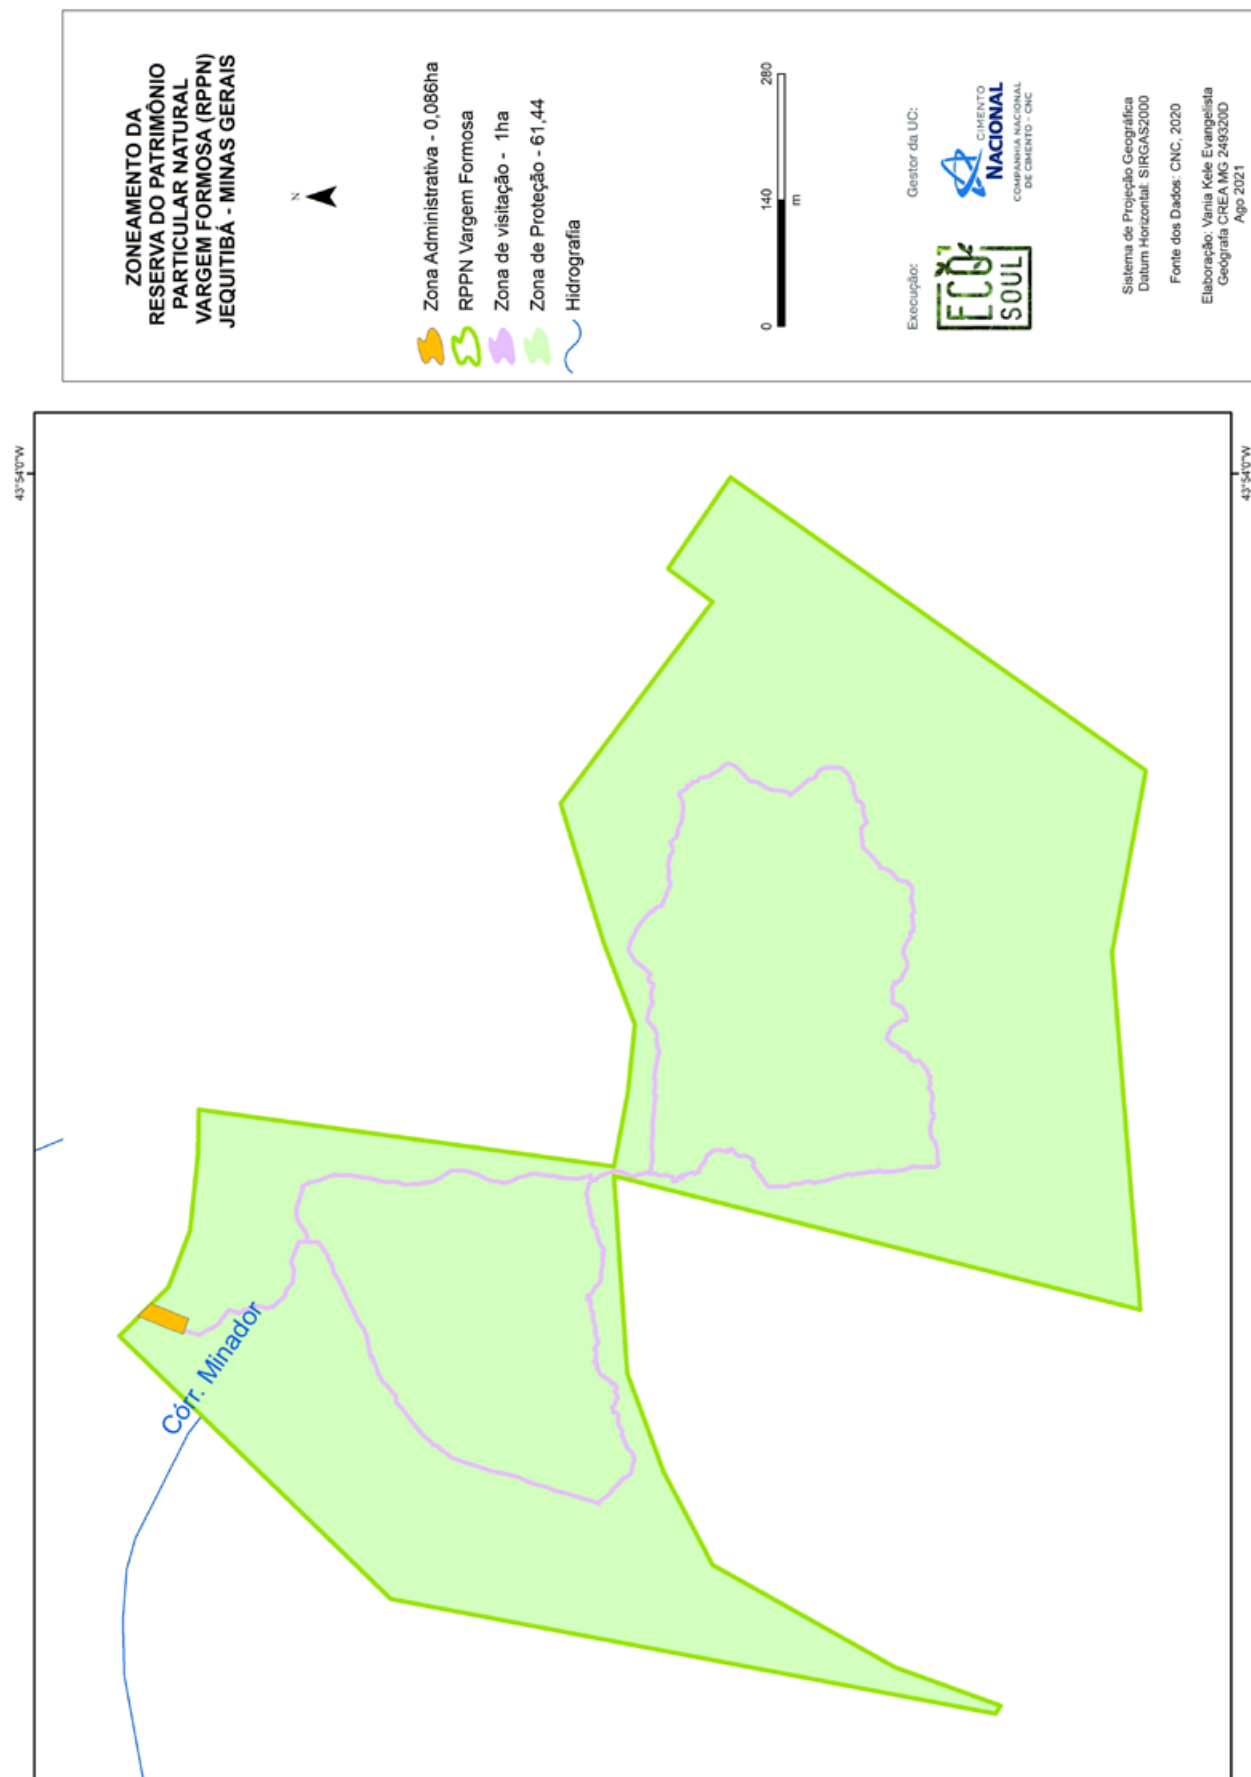 ZONEAMENTO DA
RESERVA DO PATRIMÔNIO
PARTICULAR NATURAL
VARGEM FORMOSA (RPPN)
JEQUITIBÁ - MINAS GERAIS
N
Zona Administrativa - 0,086ha
RPPN Vargem Formosa
Zona de visitação - 1ha
Zona de Proteção - 61,44
Hidrografia
0 140 280
m
Execução:
ECO
SOUL
Gestor da UC:
CIMENTO
NACIONAL
COMPANHIA NACIONAL
DE CIMENTO - CNC
Sistema de Projeção Geográfica
Datum Horizontal: SIRGAS2000
Fonte dos Dados: CNC, 2020
Elaboração: Vania Kele Evangelista
Geógrafa CREA MG 249320D
Ago 2021
43°54'0"W
43°54'0"W
Córr. Minador